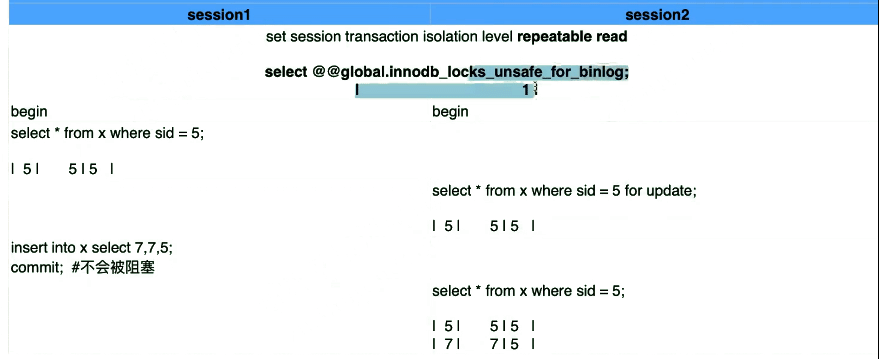 session1 session2
set session transaction isolation level repeatable read
select @@global.innodb_locks_unsafe_for_binlog;
| 1 |
begin begin
select * from x where sid = 5;
| 5 | 5 | 5 |
select * from x where sid = 5 for update;
| 5 | 5 | 5 |
insert into x select 7,7,5;
commit; #不会被阻塞
select * from x where sid = 5;
| 5 | 5 | 5 |
| 7 | 7 | 5 |